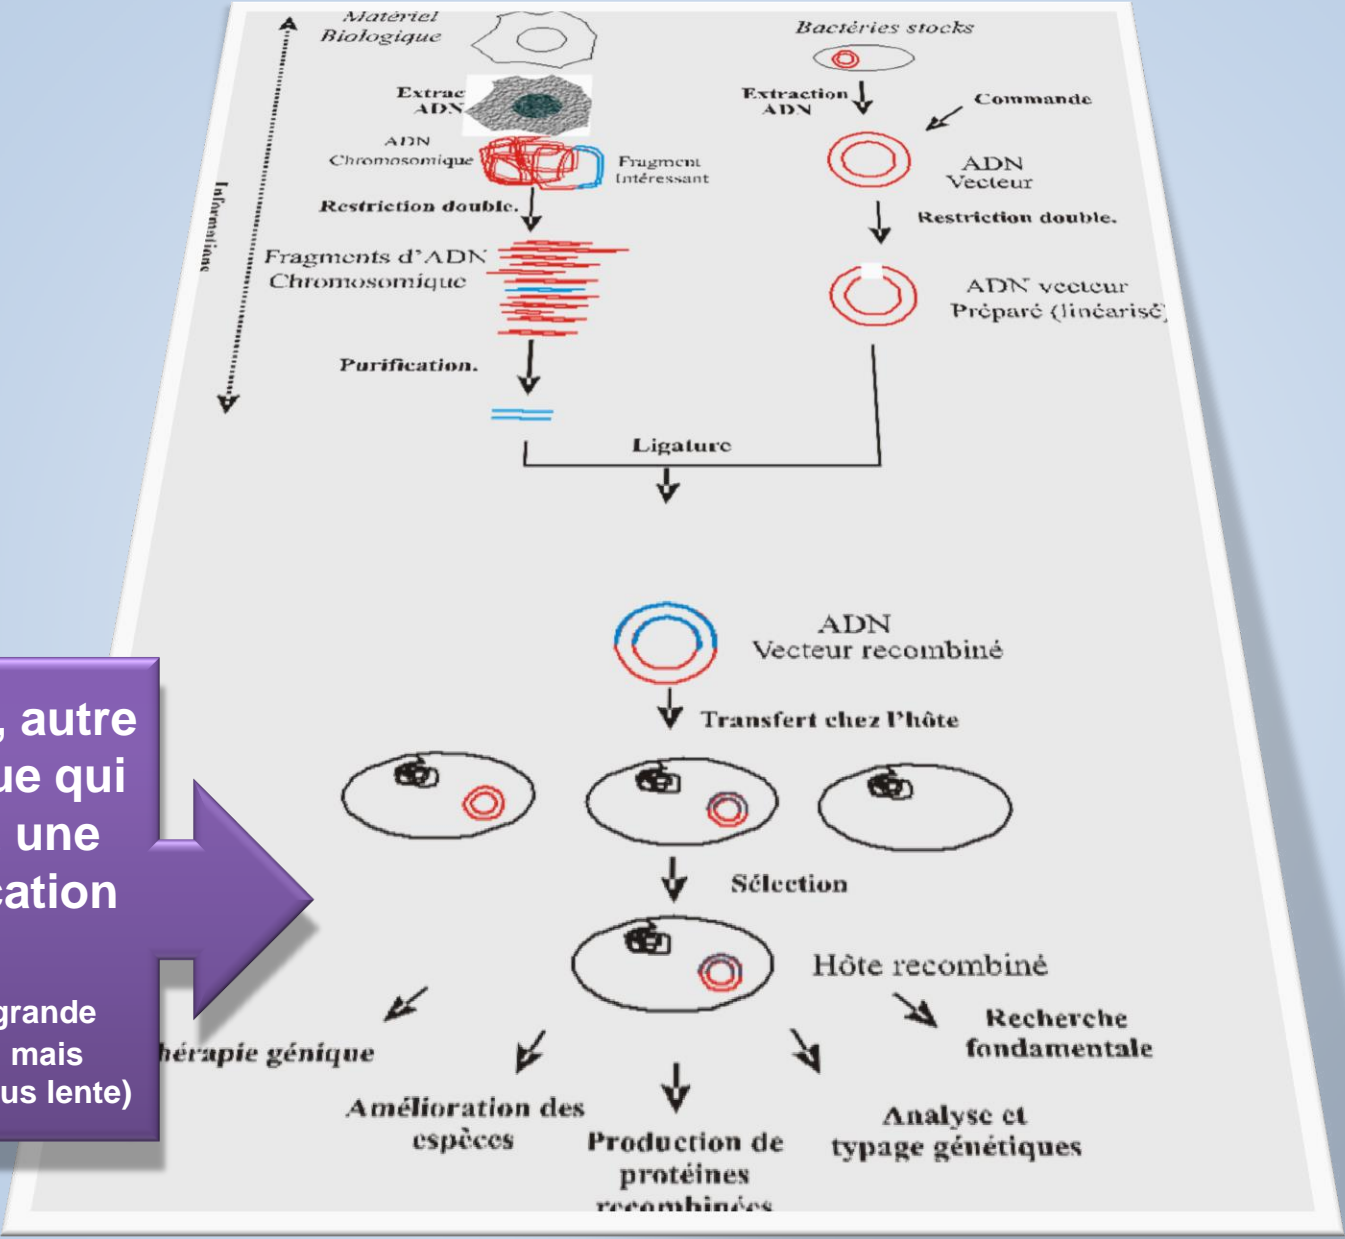 Matériel
Biologique
Bactéries stocks
Extrac
ADN
Extraction
ADN
Commande
ADN
Chromosomique
Fragment
Intéressant
ADN
Vecteur
Informations
Restriction double.
Restriction double.
Fragments d'ADN
Chromosomique
ADN vecteur
Préparé (linéarisé)
Purification.
Ligature
ADN
Vecteur recombiné
Transfert chez l'hôte
, autre
ue qui
une
cation
grande
mais
us lente)
Sélection
Hôte recombiné
hérapie génique
Recherche
fondamentale
Amélioration des
espèces
Production de
protéines
recombinées
Analyse et
typage génétiques